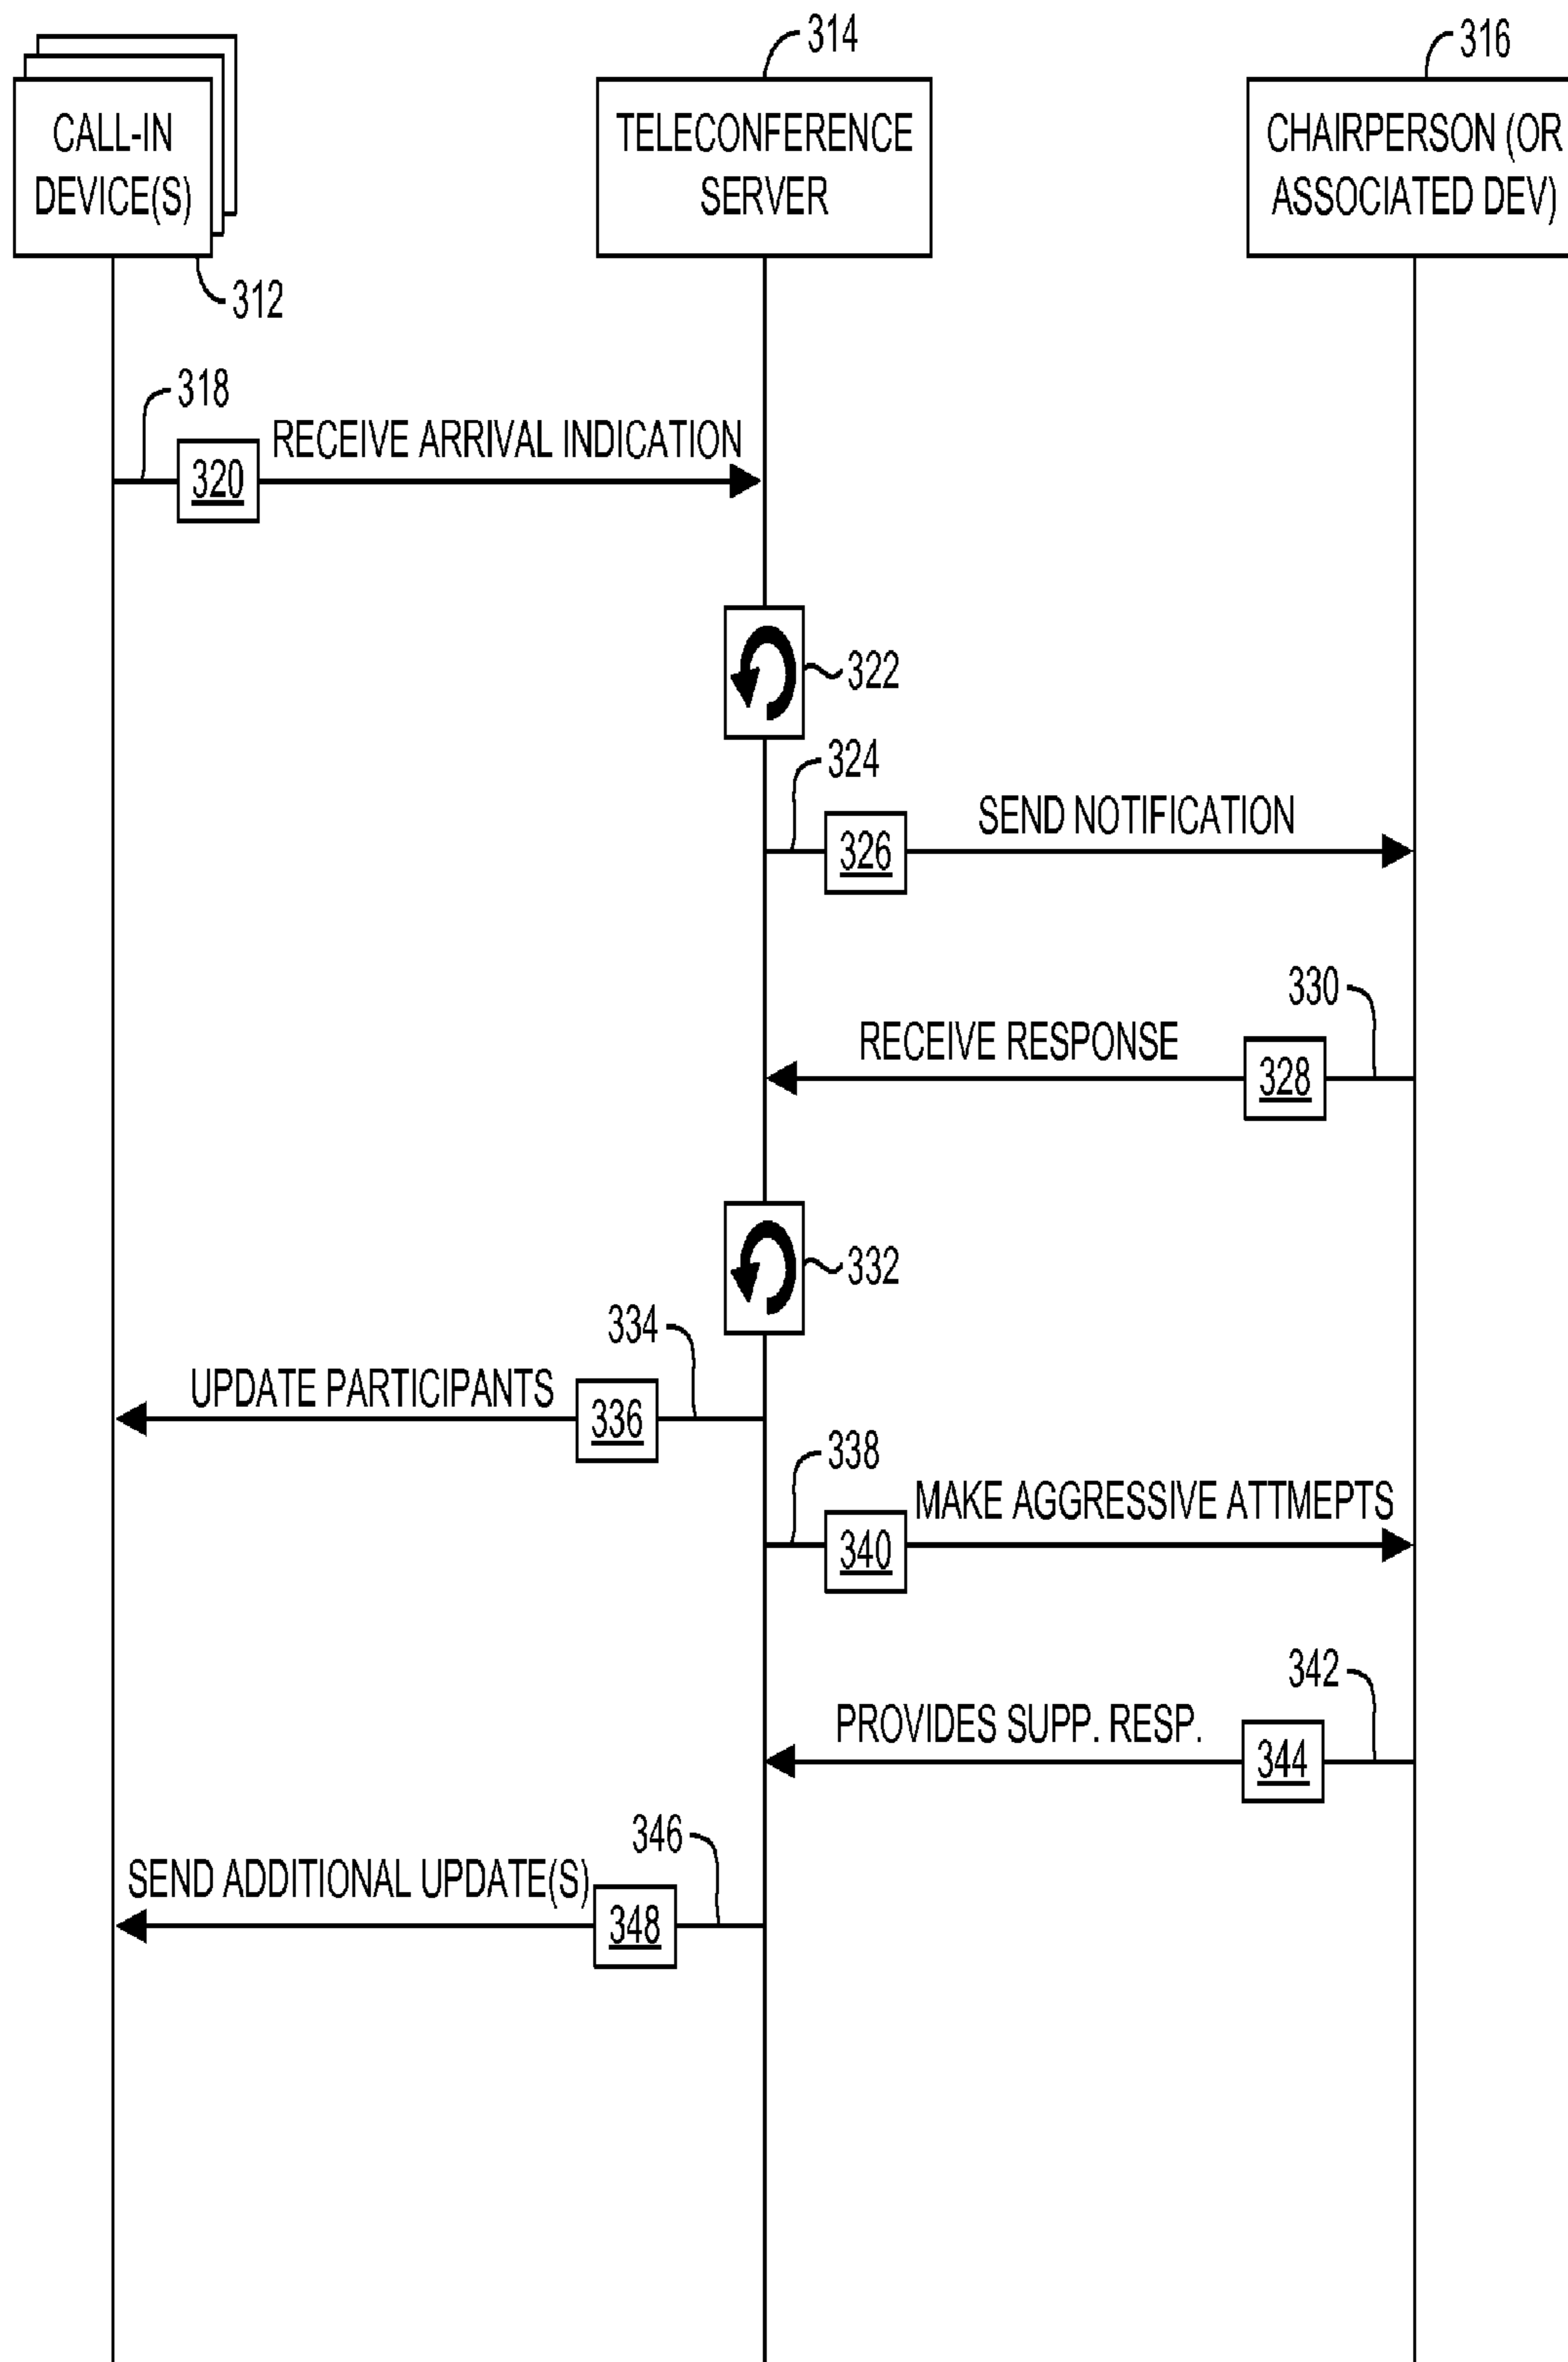 314
316
CALL-IN
DEVICE(S)
TELECONFERENCE
SERVER
CHAIRPERSON (OR
ASSOCIATED DEV)
312
318
RECEIVE ARRIVAL INDICATION
320
322
324
SEND NOTIFICATION
326
330
RECEIVE RESPONSE
328
332
334
UPDATE PARTICIPANTS
336
338
MAKE AGGRESSIVE ATTMEPTS
340
342
PROVIDES SUPP. RESP.
344
346
SEND ADDITIONAL UPDATE(S)
348